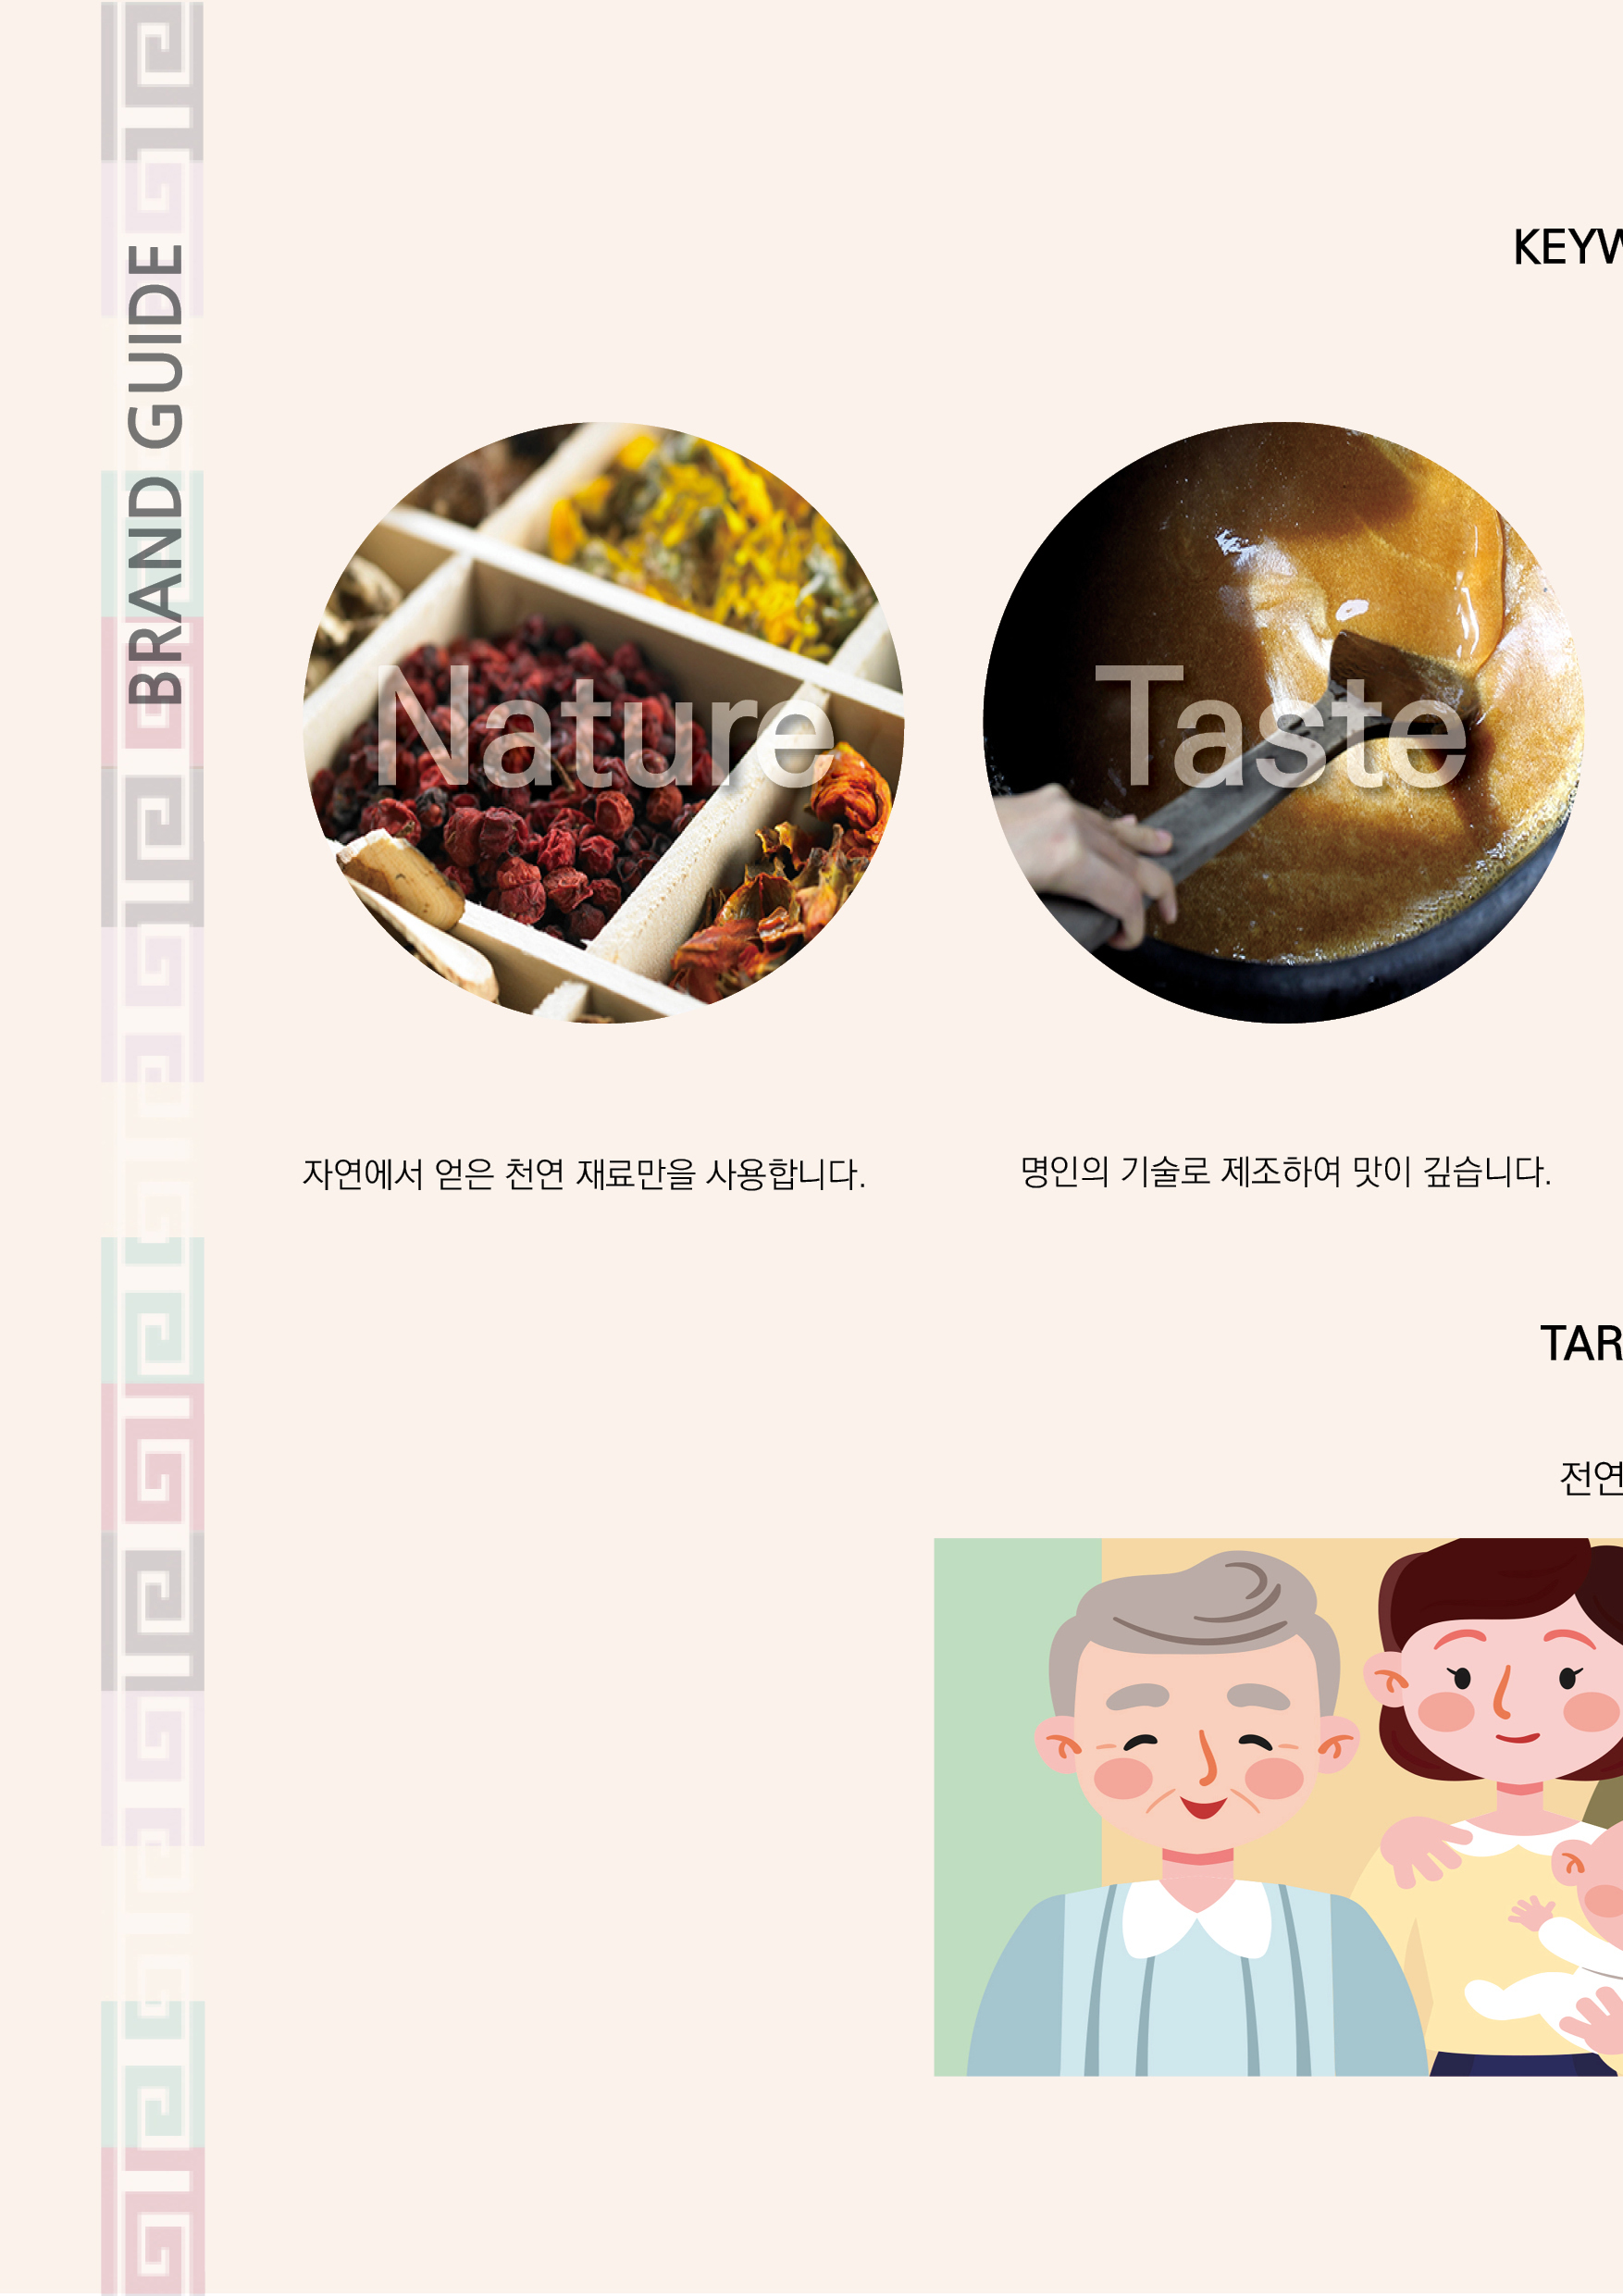 BRAND GUIDE
KEYW
Nature
Taste
자연에서 얻은 천연 재료만을 사용합니다.
명인의 기술로 제조하여 맛이 깊습니다.
TAR
전연